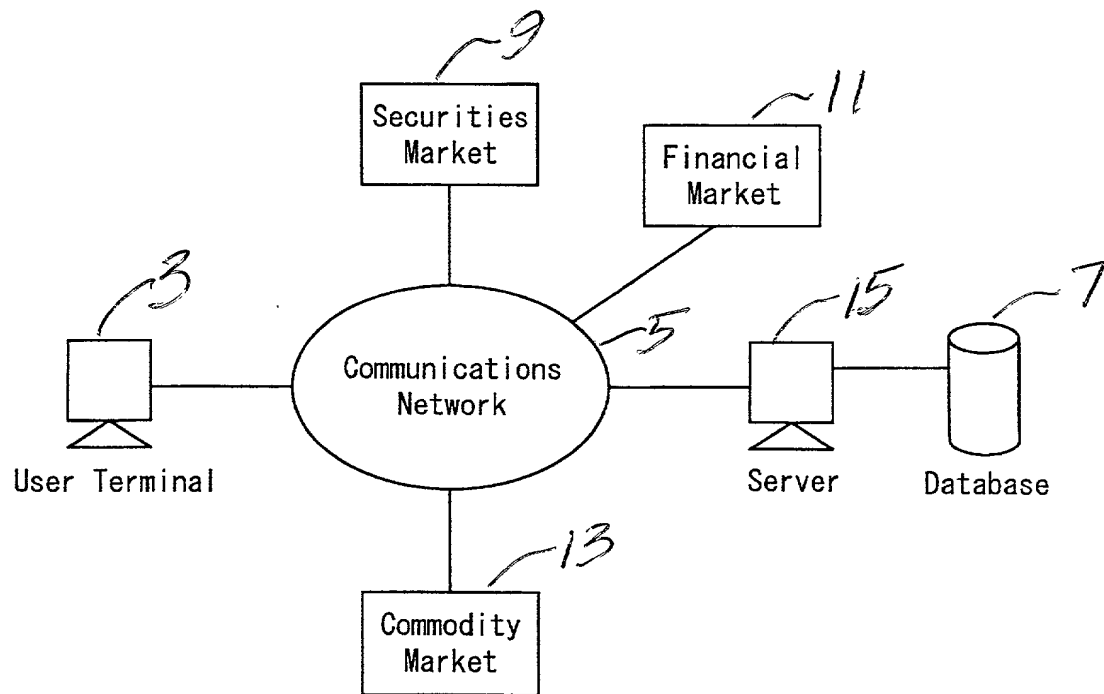 9
Securities
Market
11
Financial
Market
3
5
15
7
Communications
Network
User Terminal
Server
Database
13
Commodity
Market